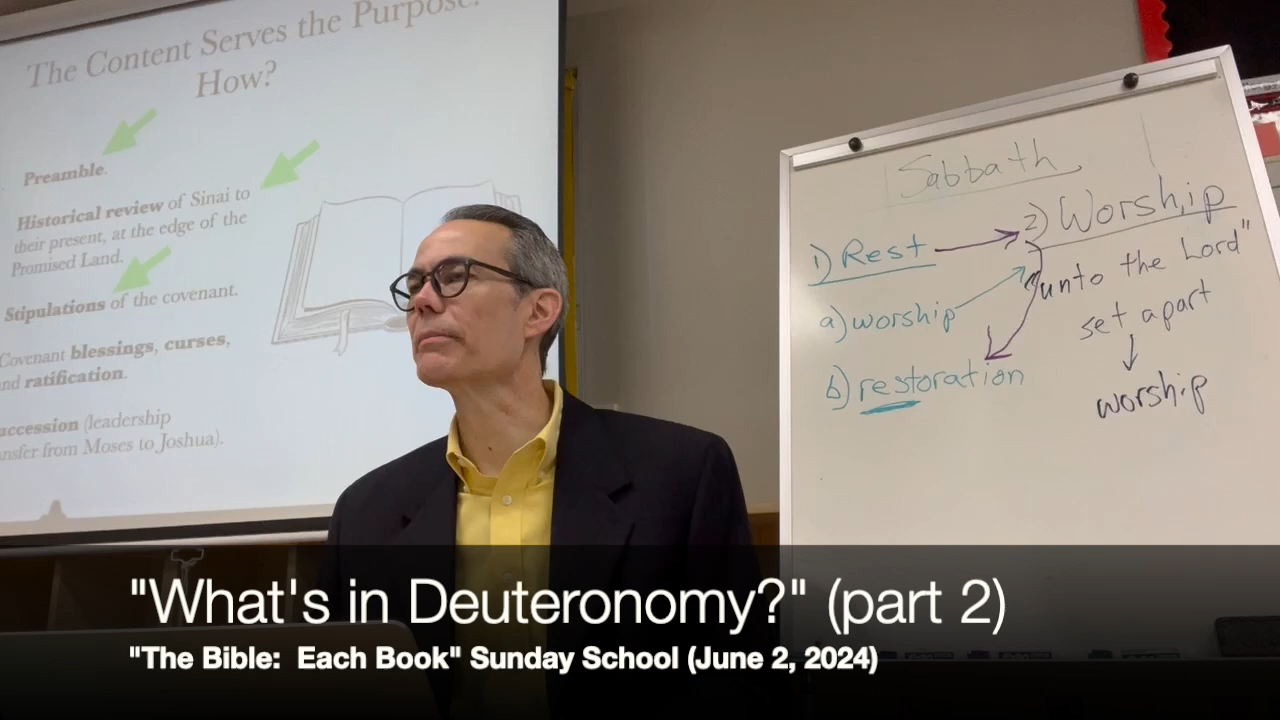 The Content Serves the Purpose.
How?
Preamble.
Historical review of Sinai to
their present, at the edge of the
Promised Land.
Stipulations of the covenant.
Covenant blessings, curses,
nd ratification.
accession (leadership
ansfer from Moses to Joshua).
Sabbath
1) Rest
2) Worship
"unto the Lord"
a) worship
set apart
b) restoration
worship
"What's in Deuteronomy?" (part 2)
"The Bible: Each Book" Sunday School (June 2, 2024)